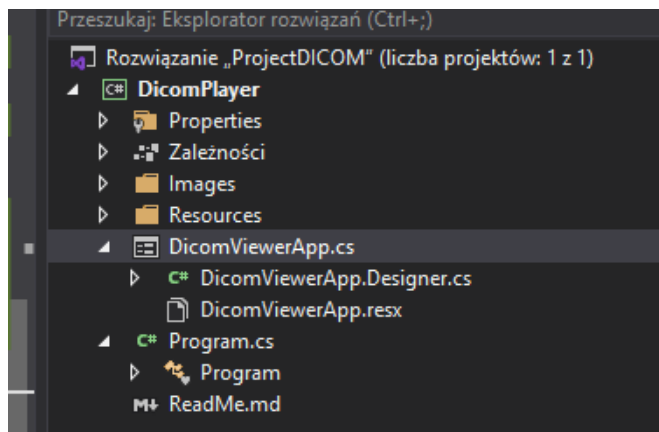 Przeszukaj: Eksplorator rozwiązań (Ctrl+;)
Rozwiązanie „ProjectDICOM” (liczba projektów: 1 z 1)
C# DicomPlayer
Properties
Zależności
Images
Resources
DicomViewerApp.cs
C# DicomViewerApp.Designer.cs
DicomViewerApp.resx
C# Program.cs
Program
M↓ ReadMe.md